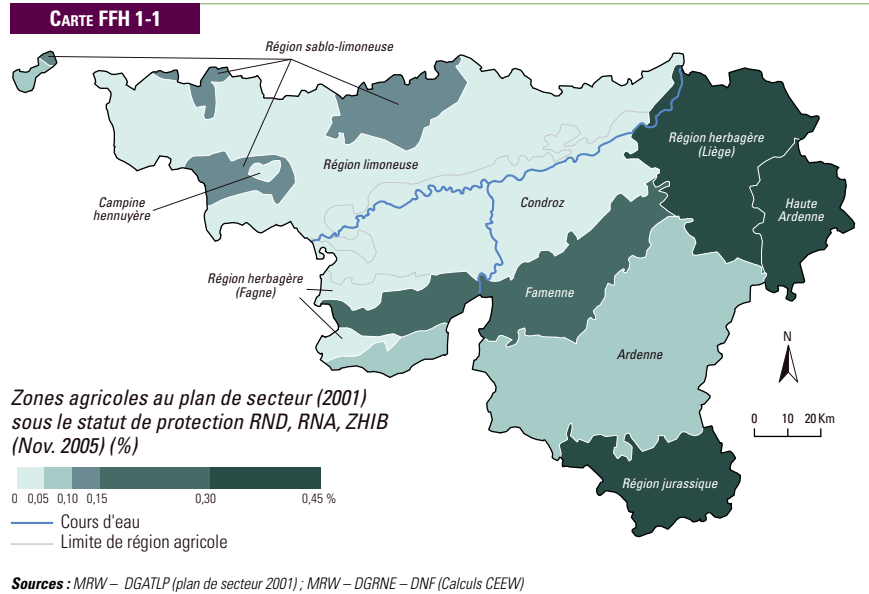 CARTE FFH 1-1
Région sablo-limoneuse
Région herbagère
(Liège)
Région limoneuse
Campine
hennuyère
Condroz
Haute
Ardenne
Région herbagère
(Fagne)
Famenne
Ardenne
N
Zones agricoles au plan de secteur (2001)
sous le statut de protection RND, RNA, ZHIB
(Nov. 2005) (%)
0 10 20 Km
0 0,05 0,10 0,15 0,30 0,45 %
Région jurassique
Cours d'eau
Limite de région agricole
Sources : MRW – DGATLP (plan de secteur 2001) ; MRW – DGRNE – DNF (Calculs CEEW)